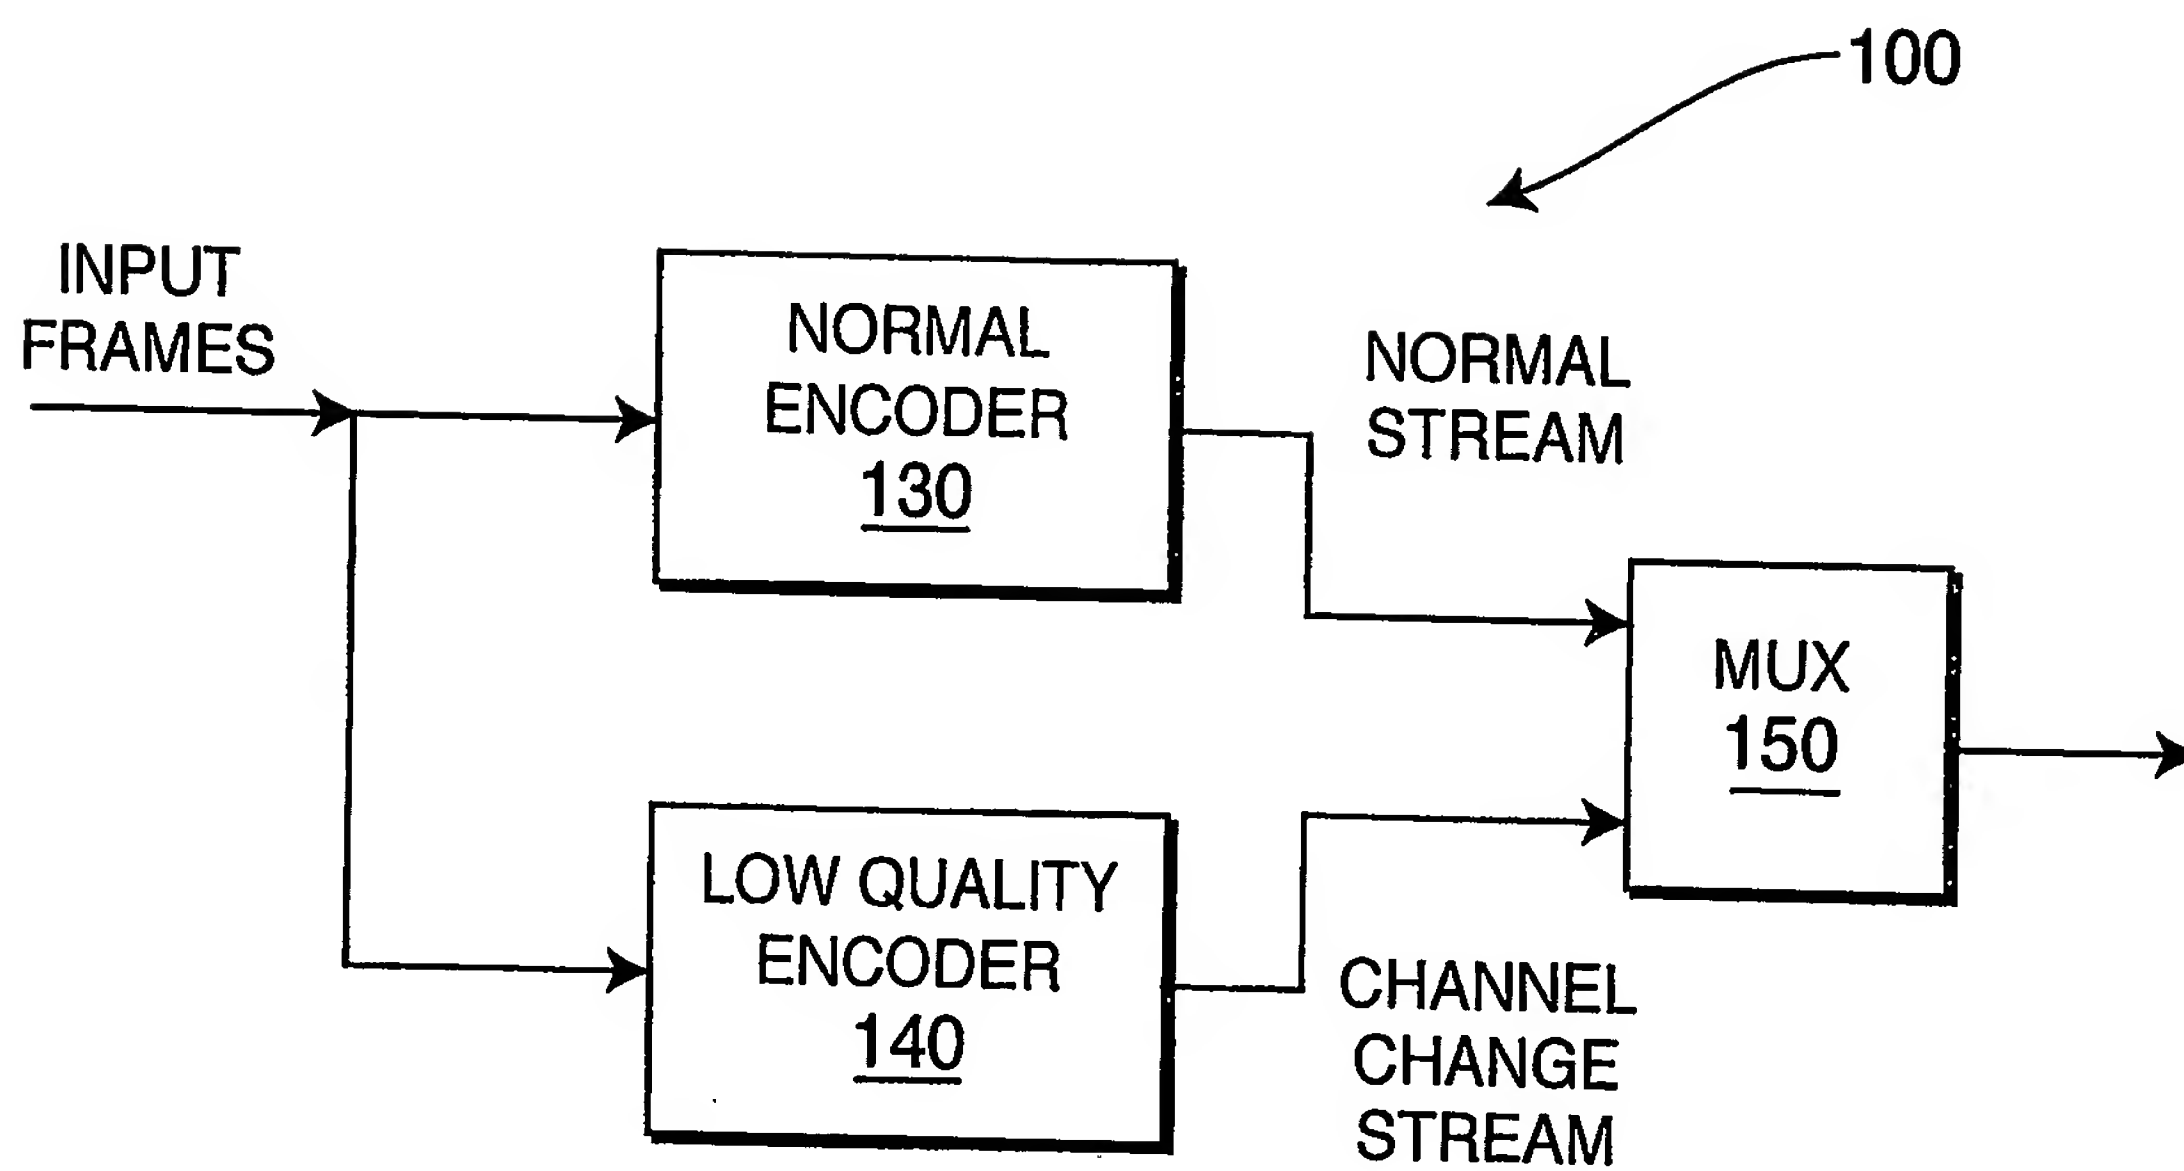 100
INPUT
FRAMES
NORMAL
ENCODER
130
NORMAL
STREAM
MUX
150
LOW QUALITY
ENCODER
140
CHANNEL
CHANGE
STREAM